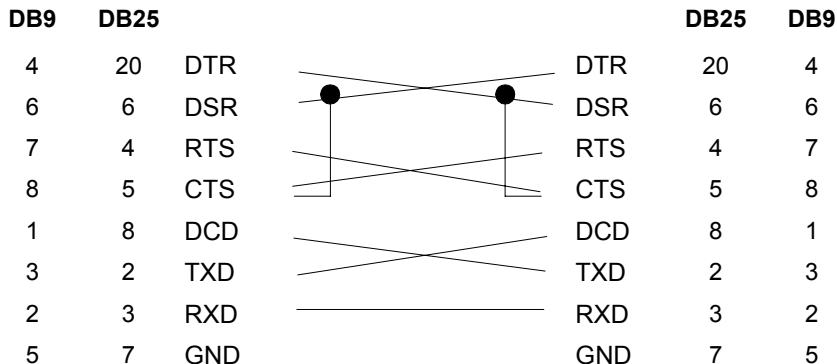 DB9 DB25 DB25 DB9
4 20 DTR DTR 20 4
6 6 DSR DSR 6 6
7 4 RTS RTS 4 7
8 5 CTS CTS 5 8
1 8 DCD DCD 8 1
3 2 TXD TXD 2 3
2 3 RXD RXD 3 2
5 7 GND GND 7 5